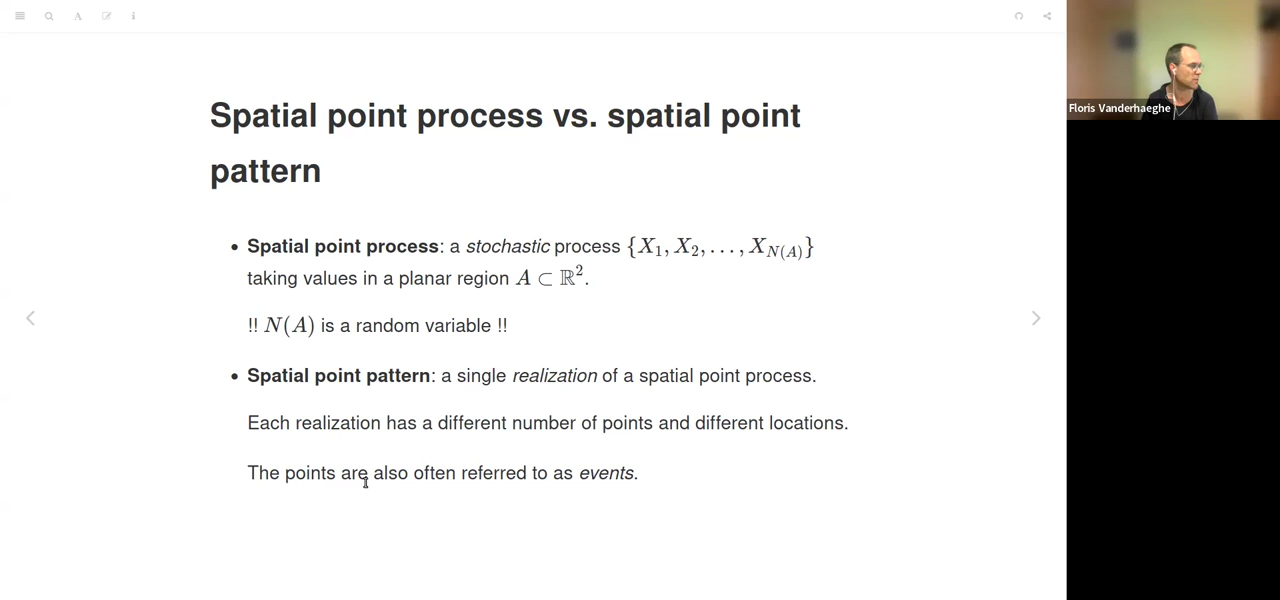 Floris Vanderhaeghe
Spatial point process vs. spatial point
pattern
• Spatial point process: a stochastic process {X₁, X₂, …, X_N(A)}
taking values in a planar region A ⊂ ℝ².
!! N(A) is a random variable !!
• Spatial point pattern: a single realization of a spatial point process.
Each realization has a different number of points and different locations.
The points are also often referred to as events.